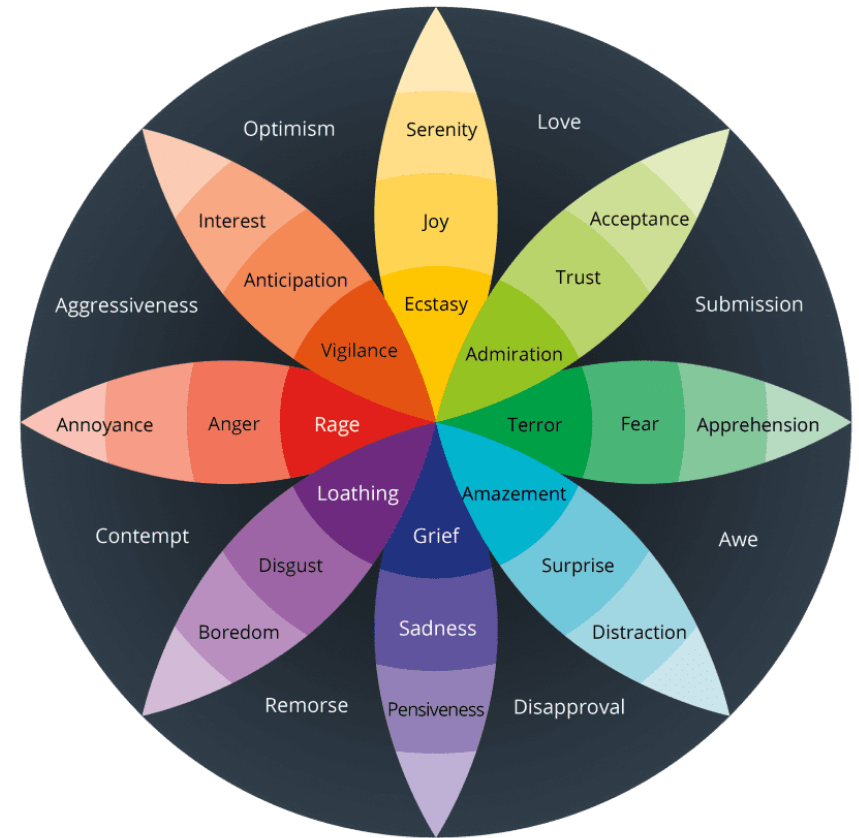 Optimism
Love
Serenity
Interest
Joy
Acceptance
Anticipation
Trust
Aggressiveness
Ecstasy
Submission
Vigilance
Admiration
Annoyance
Anger
Rage
Terror
Fear
Apprehension
Loathing
Amazement
Contempt
Grief
Awe
Disgust
Surprise
Boredom
Sadness
Distraction
Remorse
Pensiveness
Disapproval